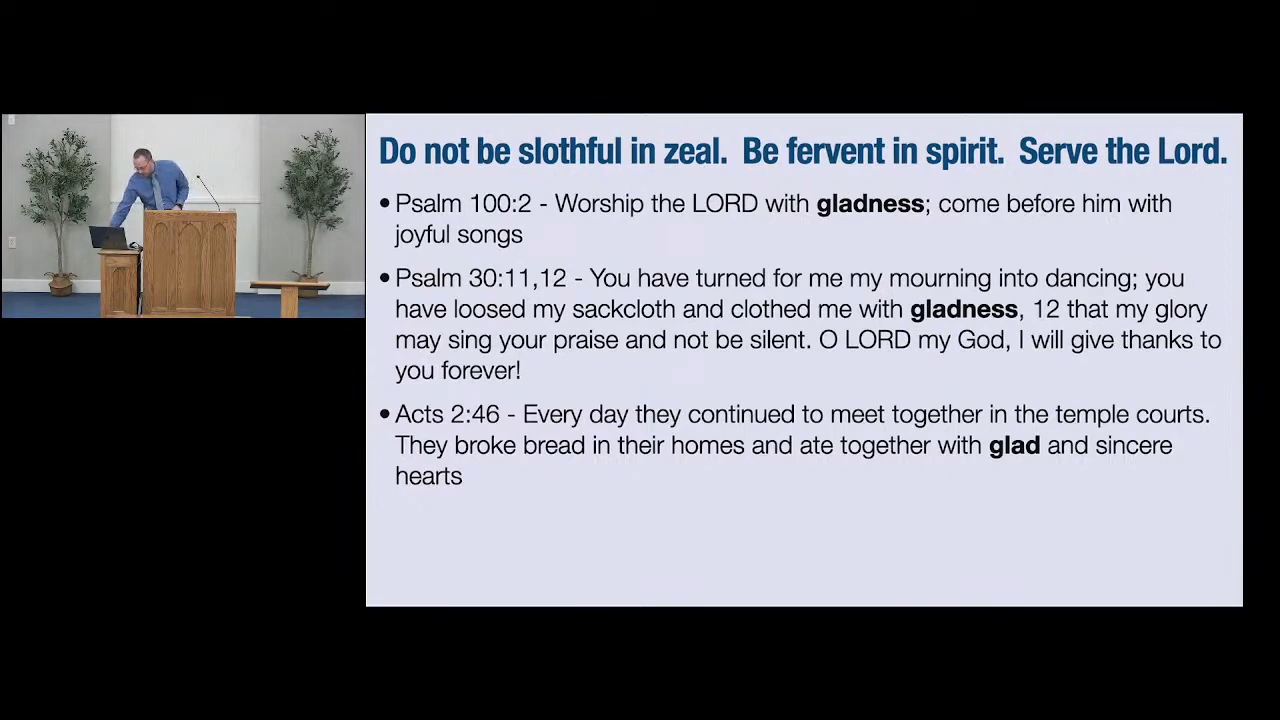 Do not be slothful in zeal. Be fervent in spirit. Serve the Lord.
• Psalm 100:2 - Worship the LORD with gladness; come before him with
joyful songs
• Psalm 30:11,12 - You have turned for me my mourning into dancing; you
have loosed my sackcloth and clothed me with gladness, 12 that my glory
may sing your praise and not be silent. O LORD my God, I will give thanks to
you forever!
• Acts 2:46 - Every day they continued to meet together in the temple courts.
They broke bread in their homes and ate together with glad and sincere
hearts